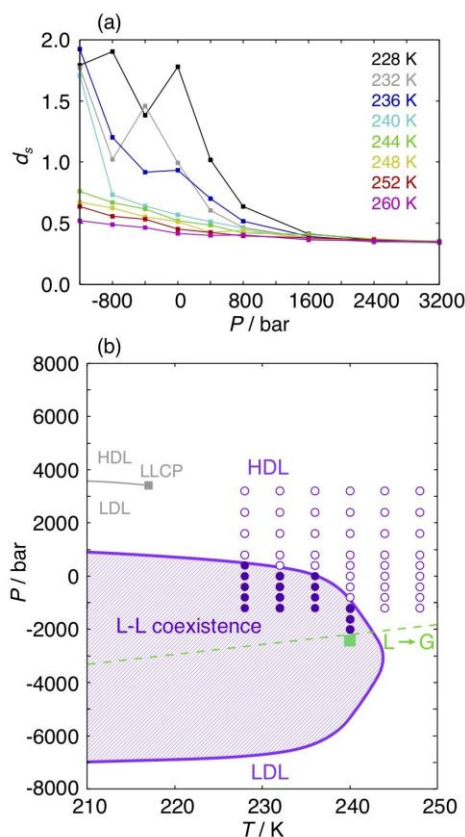 (a)
2.0
1.5
1.0
0.5
0.0
d_s
228 K
232 K
236 K
240 K
244 K
248 K
252 K
260 K
-800 0 800 1600 2400 3200
P / bar
(b)
8000
6000
4000
2000
0
-2000
-4000
-6000
-8000
P / bar
HDL
LLCP
LDL
HDL
L-L coexistence
L→G
LDL
210 220 230 240 250
T / K